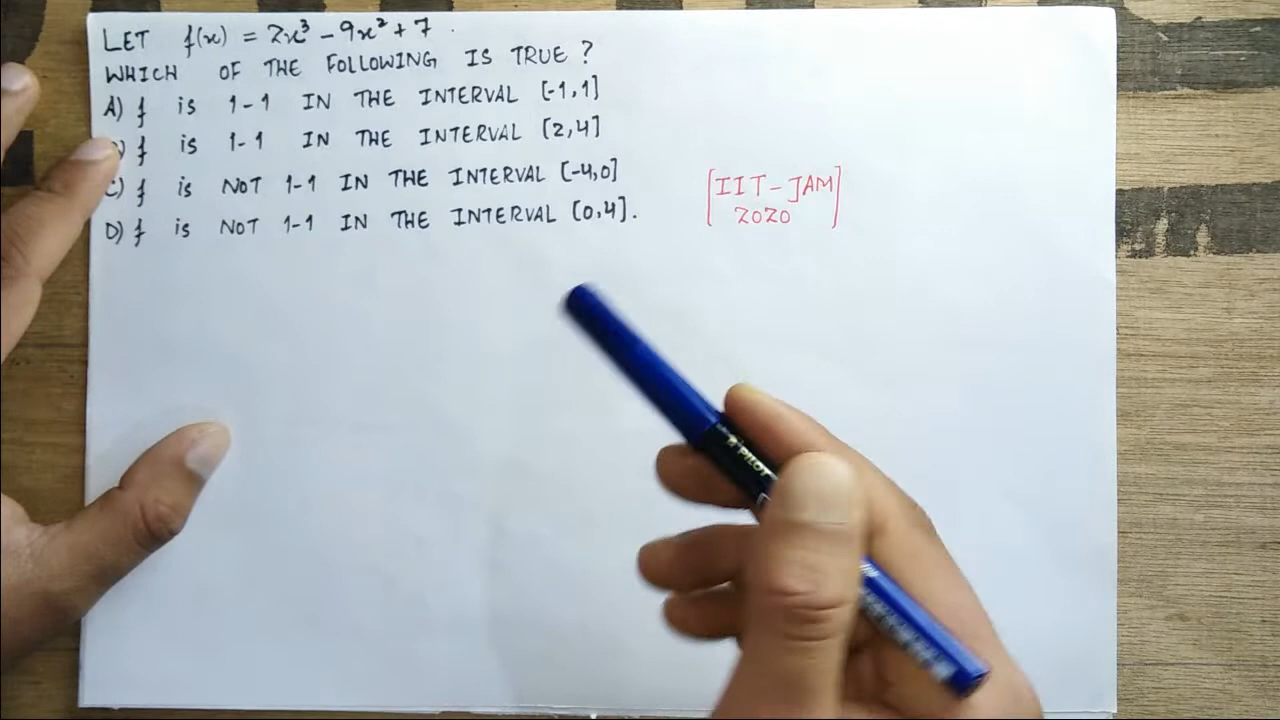 LET f(x) = 2x³ - 9x² + 7.
WHICH OF THE FOLLOWING IS TRUE?
A) f is 1-1 IN THE INTERVAL [-1,1]
) f is 1-1 IN THE INTERVAL [2,4]
C) f is NOT 1-1 IN THE INTERVAL [-4,0]
D) f is NOT 1-1 IN THE INTERVAL [0,4].
[IIT-JAM
2020]
PILOT